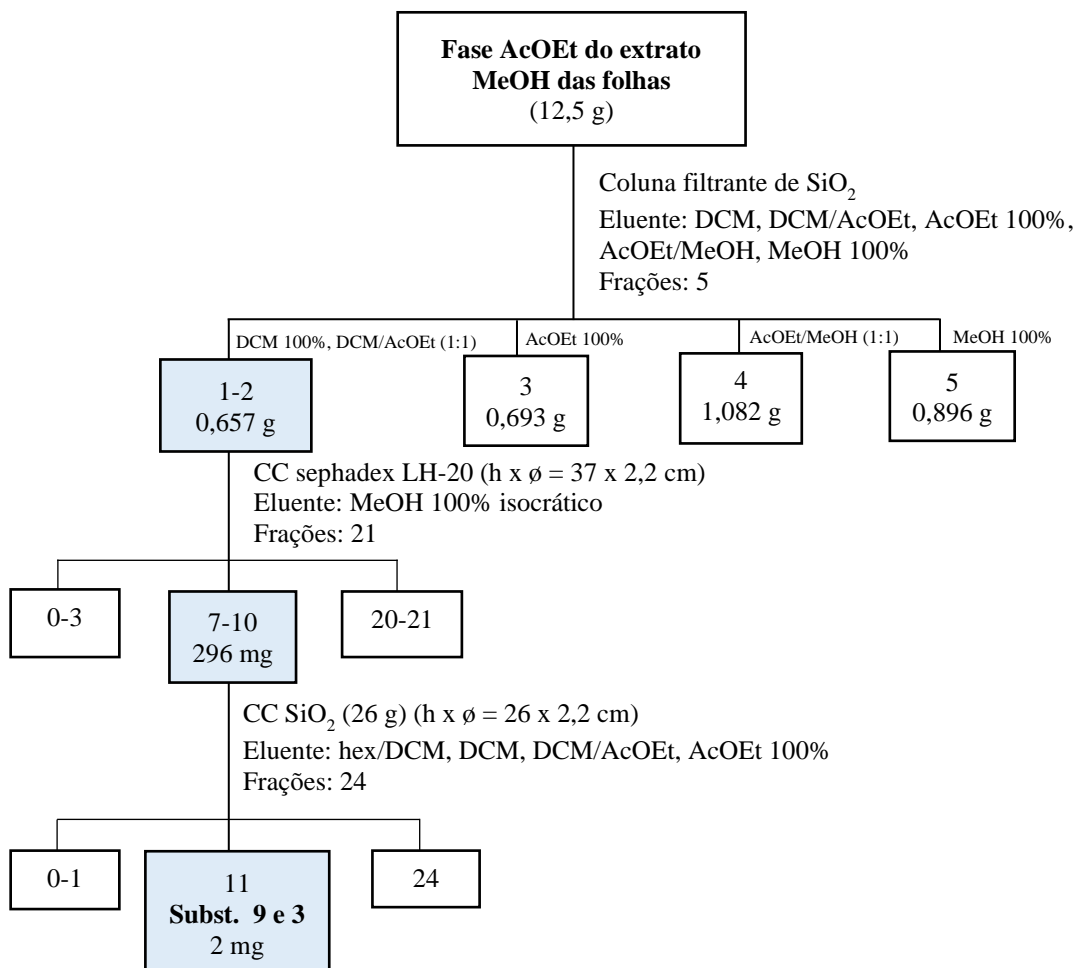 Fase AcOEt do extrato
MeOH das folhas
(12,5 g)
Coluna filtrante de SiO₂
Eluente: DCM, DCM/AcOEt, AcOEt 100%,
AcOEt/MeOH, MeOH 100%
Frações: 5
DCM 100%, DCM/AcOEt (1:1)
AcOEt 100%
AcOEt/MeOH (1:1)
MeOH 100%
1-2
0,657 g
3
0,693 g
4
1,082 g
5
0,896 g
CC sephadex LH-20 (h x ø = 37 x 2,2 cm)
Eluente: MeOH 100% isocrático
Frações: 21
0-3
7-10
296 mg
20-21
CC SiO₂ (26 g) (h x ø = 26 x 2,2 cm)
Eluente: hex/DCM, DCM, DCM/AcOEt, AcOEt 100%
Frações: 24
0-1
11
Subst. 9 e 3
2 mg
24